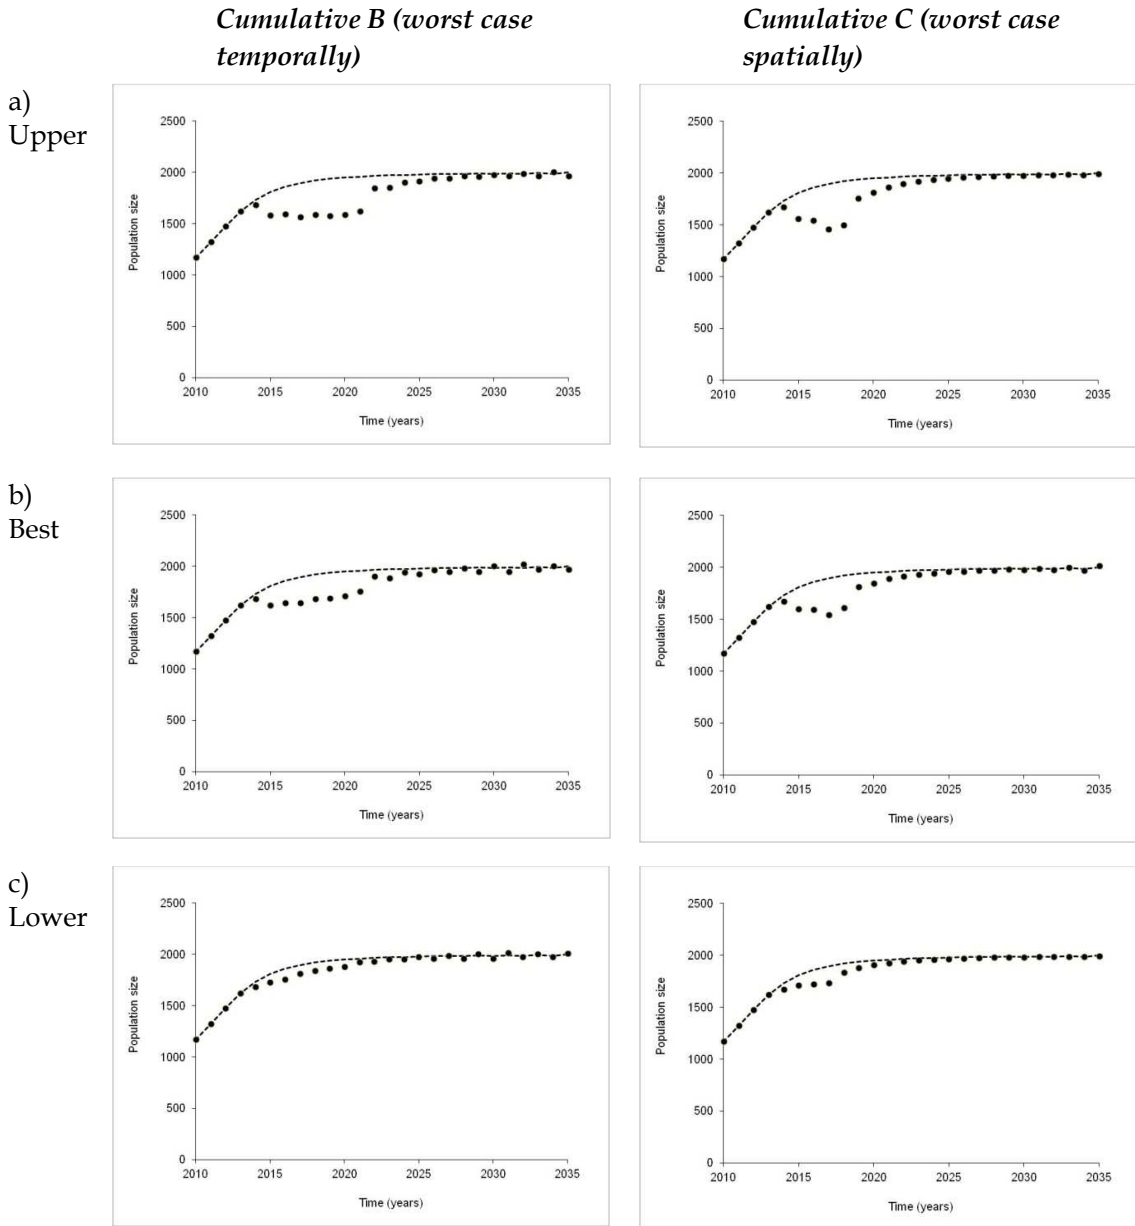 Cumulative B (worst case
temporally)
Cumulative C (worst case
spatially)
a)
Upper
2500
2000
1500
1000
500
0
Population size
2010 2015 2020 2025 2030 2035
Time (years)
2500
2000
1500
1000
500
0
Population size
2010 2015 2020 2025 2030 2035
Time (years)
b)
Best
2500
2000
1500
1000
500
0
Population size
2010 2015 2020 2025 2030 2035
Time (years)
2500
2000
1500
1000
500
0
Population size
2010 2015 2020 2025 2030 2035
Time (years)
c)
Lower
2500
2000
1500
1000
500
0
Population size
2010 2015 2020 2025 2030 2035
Time (years)
2500
2000
1500
1000
500
0
Population size
2010 2015 2020 2025 2030 2035
Time (years)